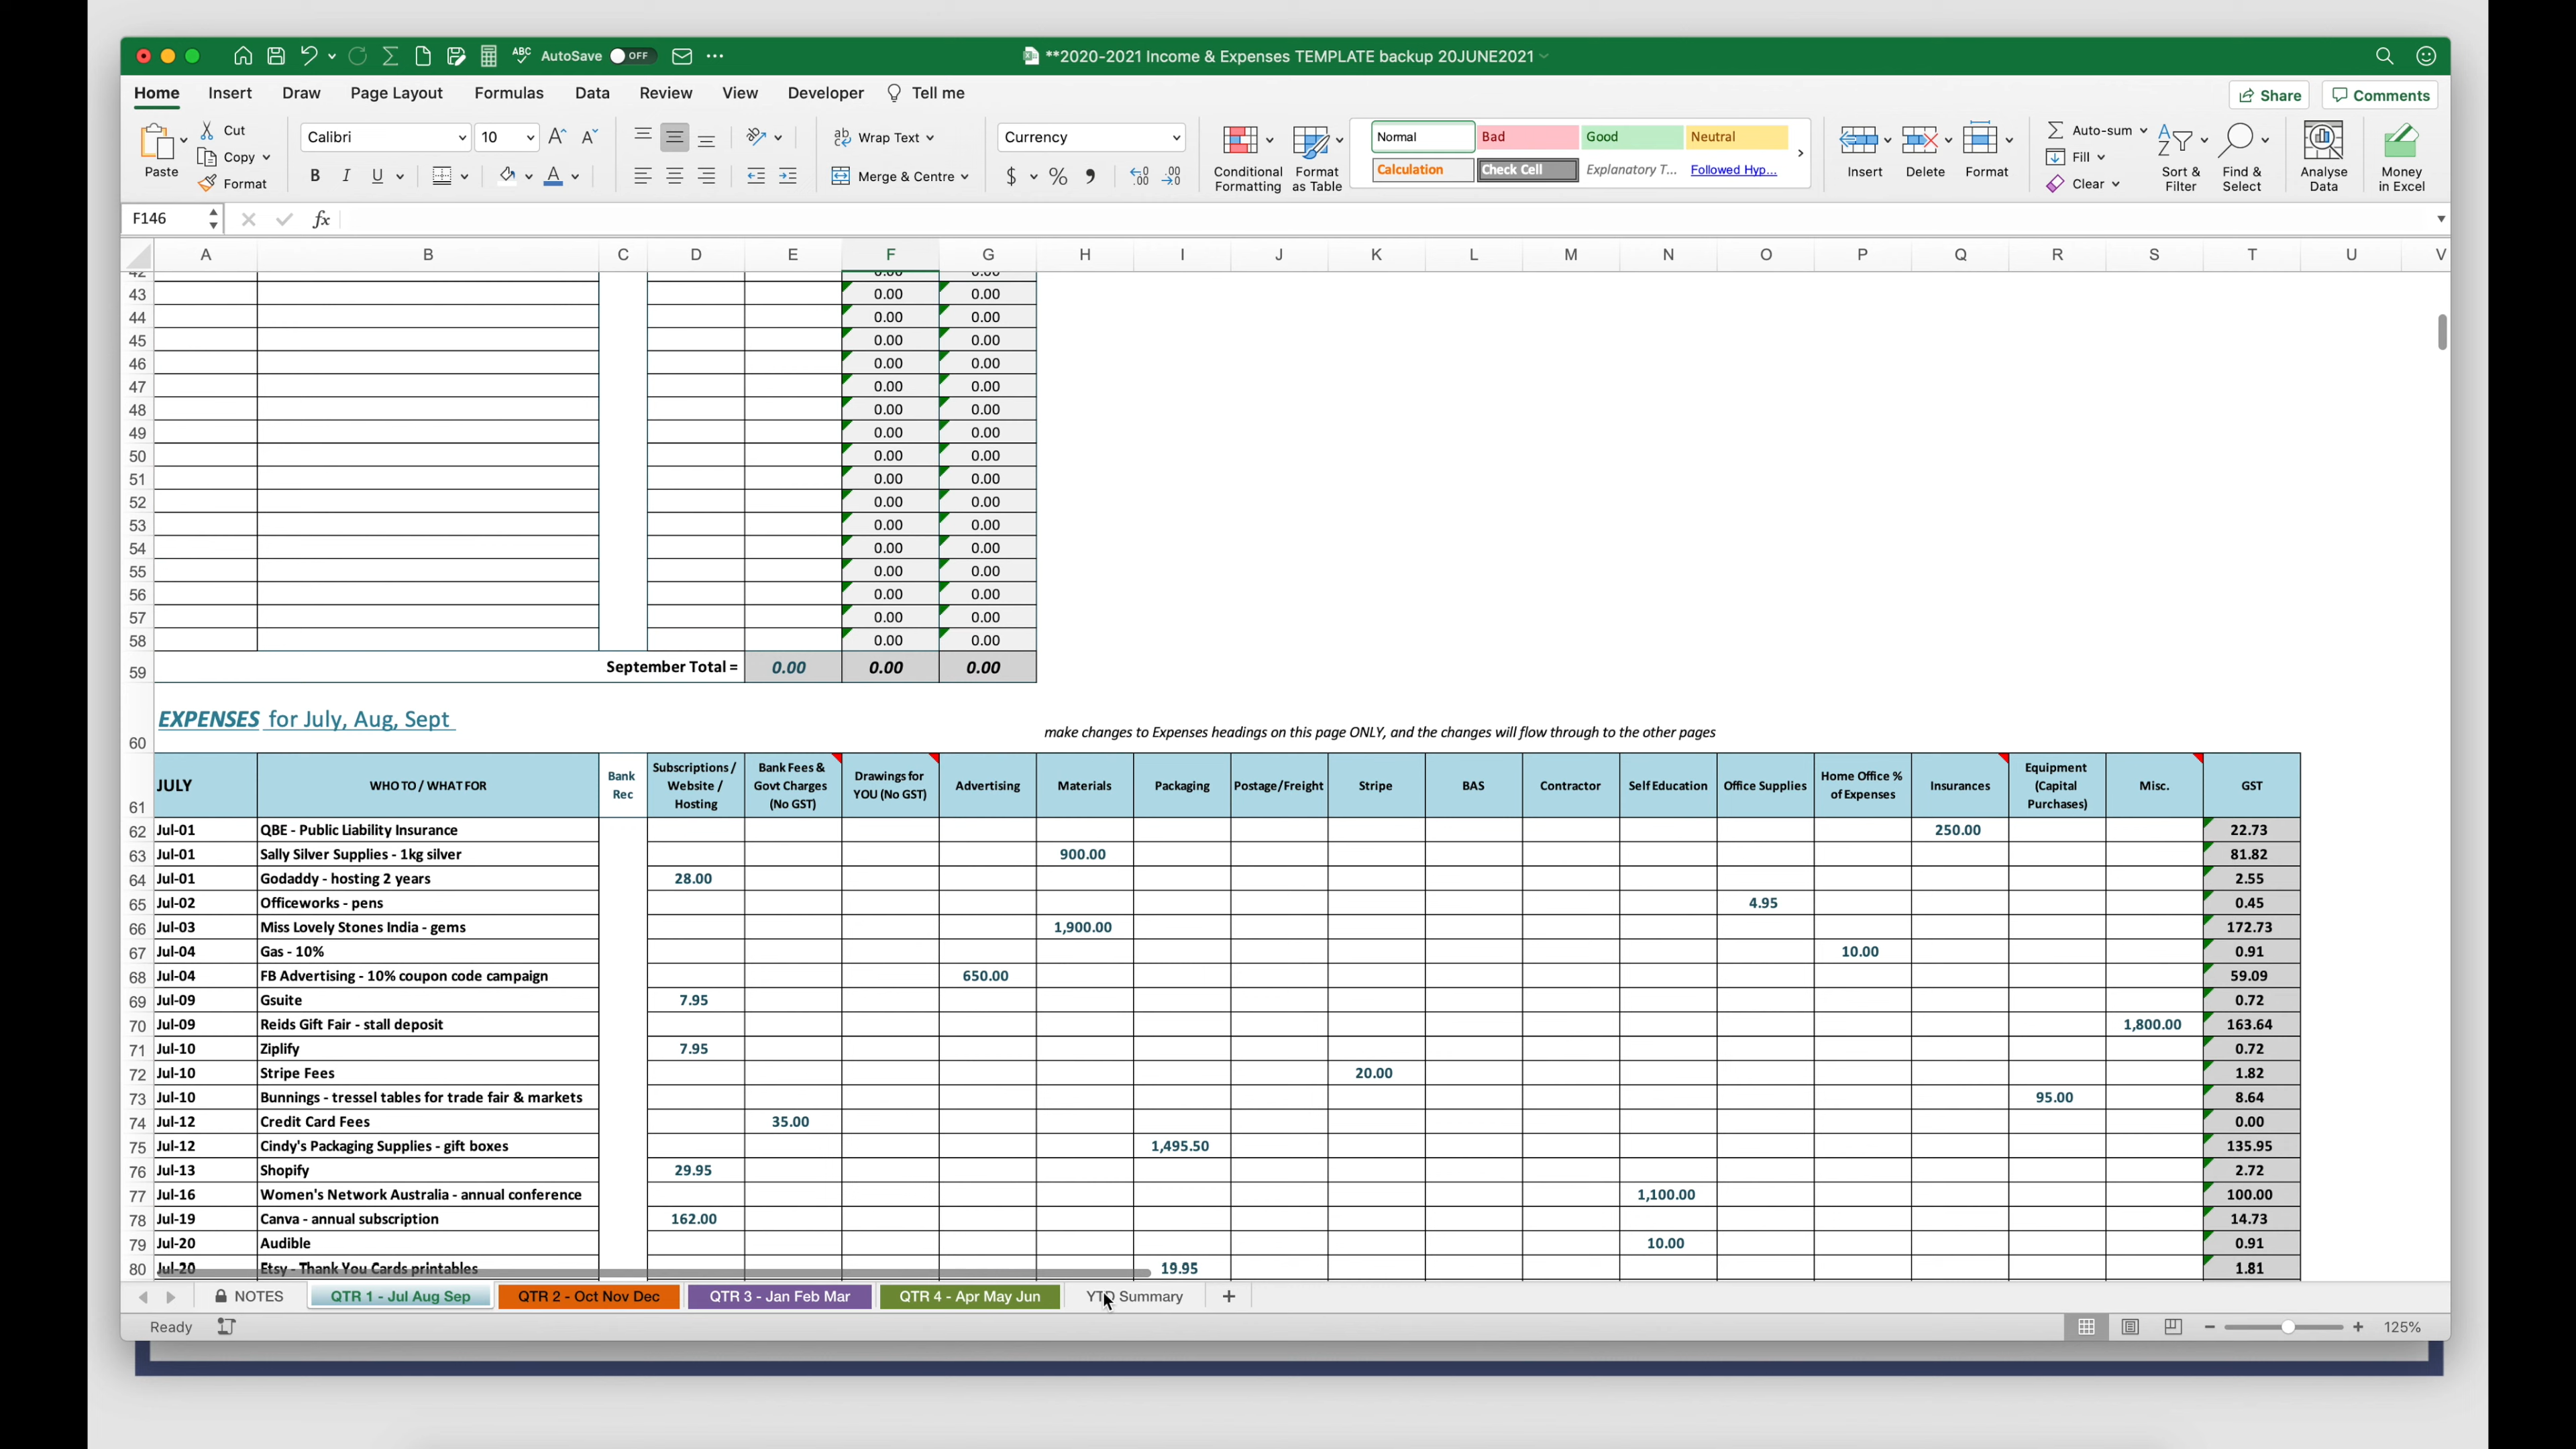 ABC AutoSave OFF ··· **2020-2021 Income & Expenses TEMPLATE backup 20JUNE2021
Home Insert Draw Page Layout Formulas Data Review View Developer Tell me Share Comments
Paste Cut Copy Format
Calibri 10 Wrap Text Currency
B I U A Merge & Centre $ % Conditional Formatting Format as Table
Normal Bad Good Neutral
Calculation Check Cell Explanatory T... Followed Hyp...
Insert Delete Format Auto-sum Fill Clear Sort & Filter Find & Select Analyse Data Money in Excel
F146 fx
A B C D E F G H I J K L M N O P Q R S T U V
42 0.00 0.00
43 0.00 0.00
44 0.00 0.00
45 0.00 0.00
46 0.00 0.00
47 0.00 0.00
48 0.00 0.00
49 0.00 0.00
50 0.00 0.00
51 0.00 0.00
52 0.00 0.00
53 0.00 0.00
54 0.00 0.00
55 0.00 0.00
56 0.00 0.00
57 0.00 0.00
58 0.00 0.00
59 September Total = 0.00 0.00 0.00
EXPENSES for July, Aug, Sept
60 make changes to Expenses headings on this page ONLY, and the changes will flow through to the other pages
61 JULY WHO TO / WHAT FOR Bank Rec Subscriptions / Website / Hosting Bank Fees & Govt Charges (No GST) Drawings for YOU (No GST) Advertising Materials Packaging Postage/Freight Stripe BAS Contractor Self Education Office Supplies Home Office % of Expenses Insurances Equipment (Capital Purchases) Misc. GST
62 Jul-01 QBE - Public Liability Insurance 250.00 22.73
63 Jul-01 Sally Silver Supplies - 1kg silver 900.00 81.82
64 Jul-01 Godaddy - hosting 2 years 28.00 2.55
65 Jul-02 Officeworks - pens 4.95 0.45
66 Jul-03 Miss Lovely Stones India - gems 1,900.00 172.73
67 Jul-04 Gas - 10% 10.00 0.91
68 Jul-04 FB Advertising - 10% coupon code campaign 650.00 59.09
69 Jul-09 Gsuite 7.95 0.72
70 Jul-09 Reids Gift Fair - stall deposit 1,800.00 163.64
71 Jul-10 Ziplify 7.95 0.72
72 Jul-10 Stripe Fees 20.00 1.82
73 Jul-10 Bunnings - tressel tables for trade fair & markets 95.00 8.64
74 Jul-12 Credit Card Fees 35.00 0.00
75 Jul-12 Cindy's Packaging Supplies - gift boxes 1,495.50 135.95
76 Jul-13 Shopify 29.95 2.72
77 Jul-16 Women's Network Australia - annual conference 1,100.00 100.00
78 Jul-19 Canva - annual subscription 162.00 14.73
79 Jul-20 Audible 10.00 0.91
80 Jul-20 Etsy - Thank You Cards printables 19.95 1.81
NOTES QTR 1 - Jul Aug Sep QTR 2 - Oct Nov Dec QTR 3 - Jan Feb Mar QTR 4 - Apr May Jun YTD Summary +
Ready 125%